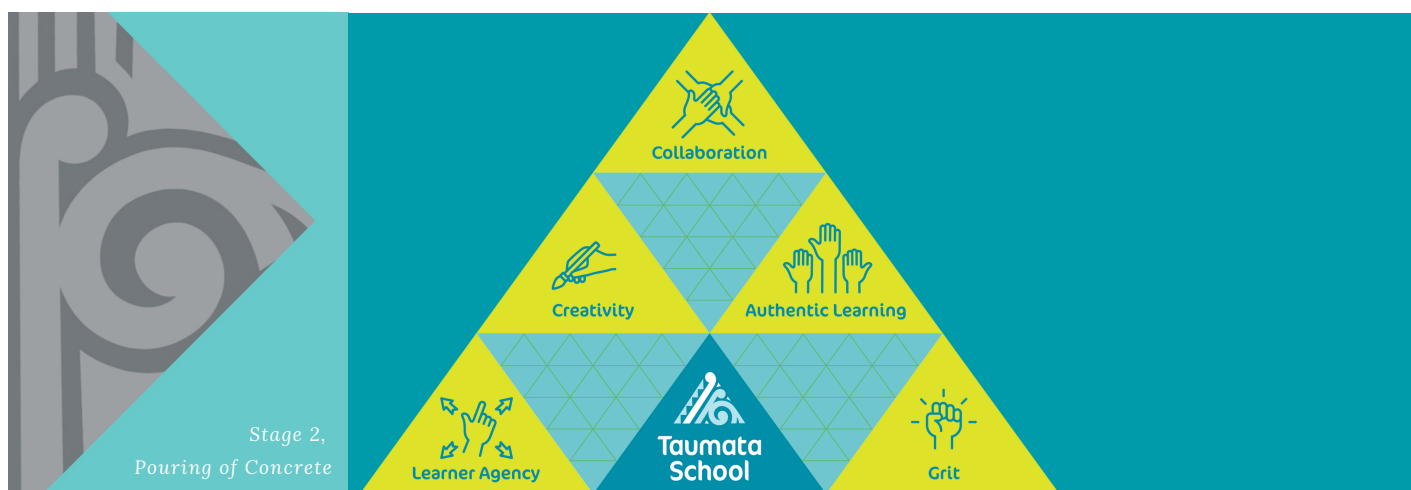 Stage 2,
Pouring of Concrete
Collaboration
Creativity
Authentic Learning
Learner Agency
Taumata
School
Grit